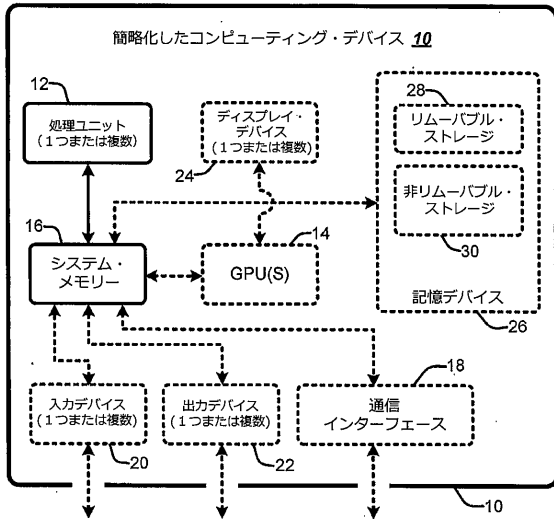 簡略化したコンピューティング・デバイス 10
12
処理ユニット
(1つまたは複数)
ディスプレイ・
デバイス
(1つまたは複数)
24
28
リムーバブル・
ストレージ
非リムーバブル・
ストレージ
30
記憶デバイス
26
16
システム・
メモリー
14
GPU(S)
18
入力デバイス
(1つまたは複数)
20
出力デバイス
(1つまたは複数)
22
通信
インターフェース
10